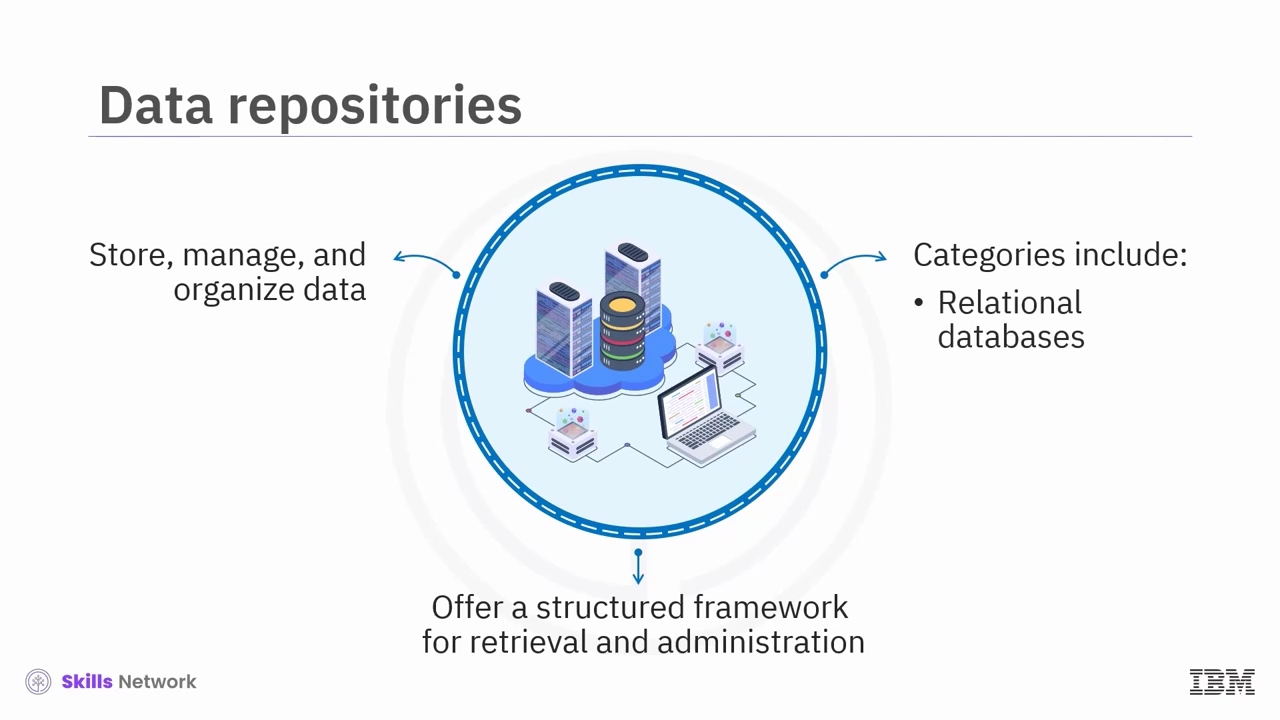 Data repositories
Store, manage, and
organize data
Categories include:
• Relational
databases
Offer a structured framework
for retrieval and administration
Skills Network
IBM